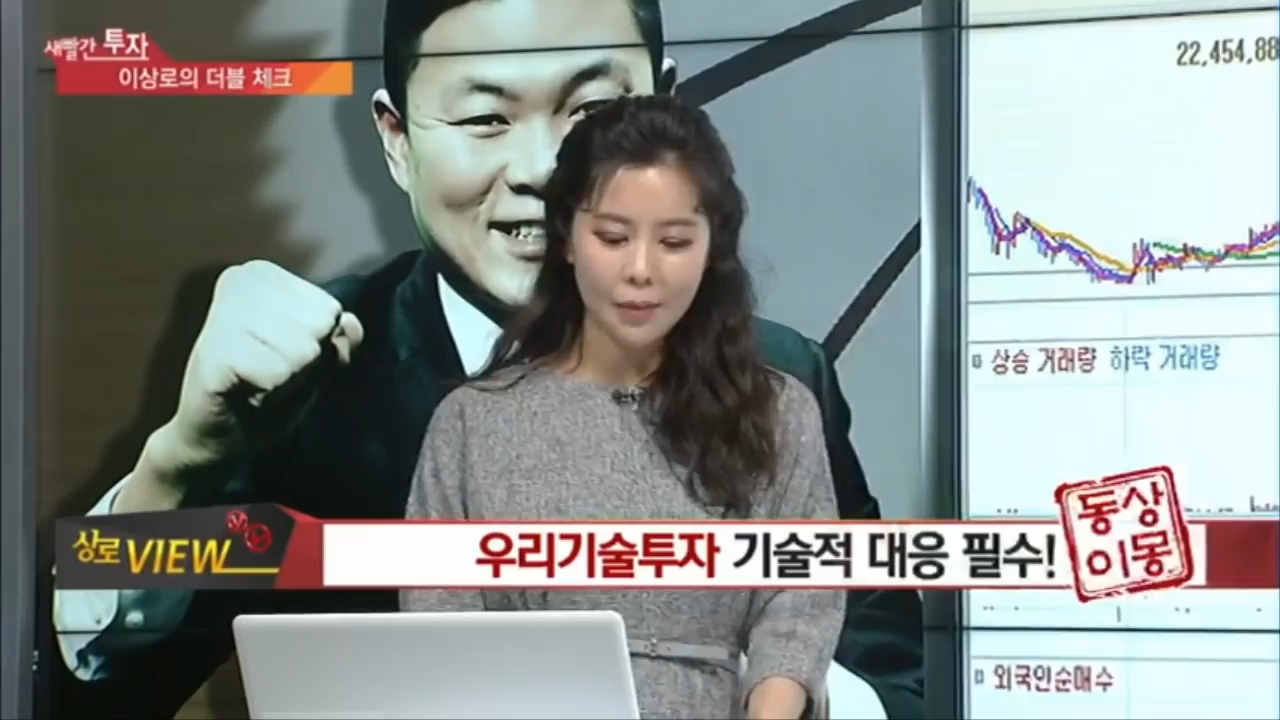 새빨간 투자
이상로의 더블 체크
22,454,88
상승 거래량 하락 거래량
상로 VIEW
우리기술투자 기술적 대응 필수!
동상
이몽
외국인순매수